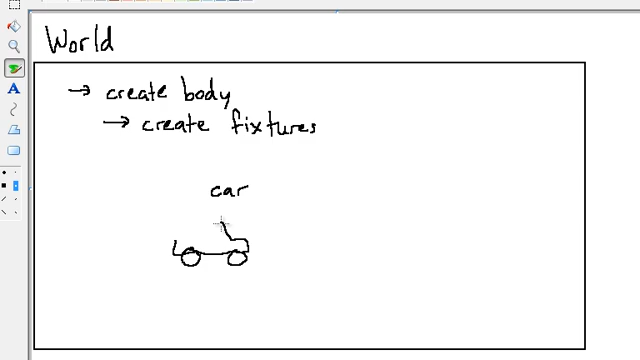 World
→ create body
→ create fixtures
car